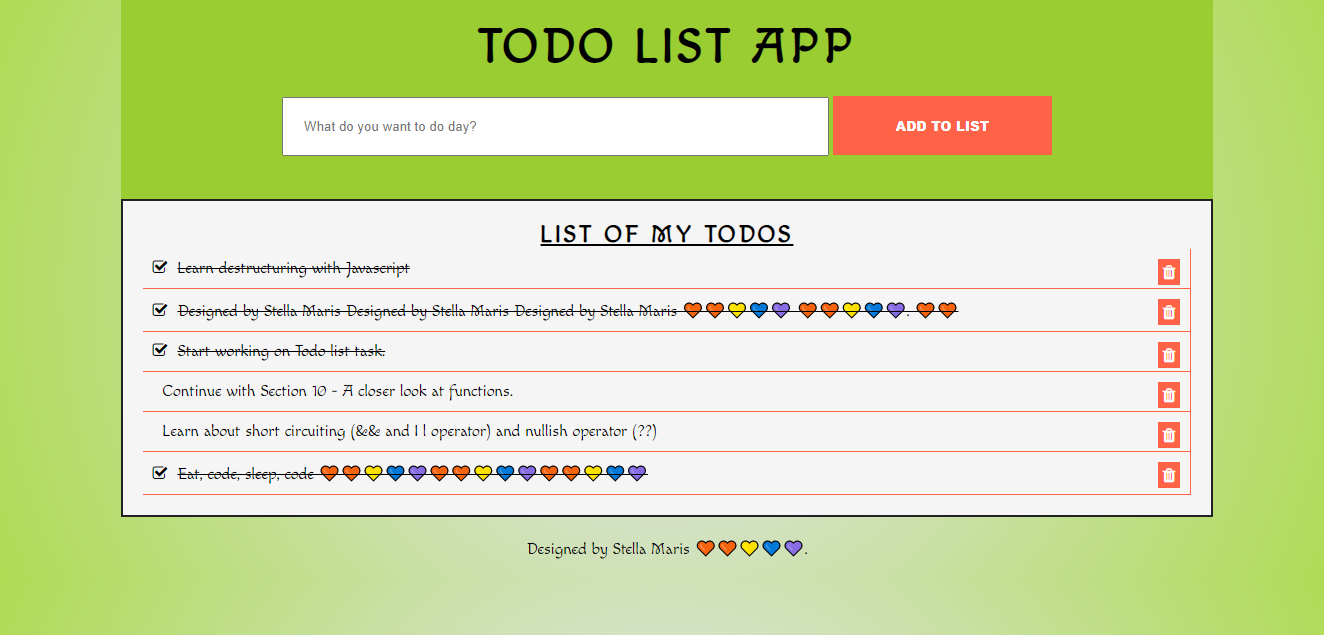 TODO LIST APP
What do you want to do day?
ADD TO LIST
LIST OF MY TODOS
Learn destructuring with Javascript
Designed by Stella Maris Designed by Stella Maris Designed by Stella Maris 🧡🧡💛💙💜 🧡🧡💛💙💜. 🧡🧡
Start working on Todo list task.
Continue with Section 10 - A closer look at functions.
Learn about short circuiting (&& and || operator) and nullish operator (??)
Eat, code, sleep, code 🧡🧡💛💙💜🧡🧡💛💙💜🧡🧡💛💙💜
Designed by Stella Maris 🧡🧡💛💙💜.